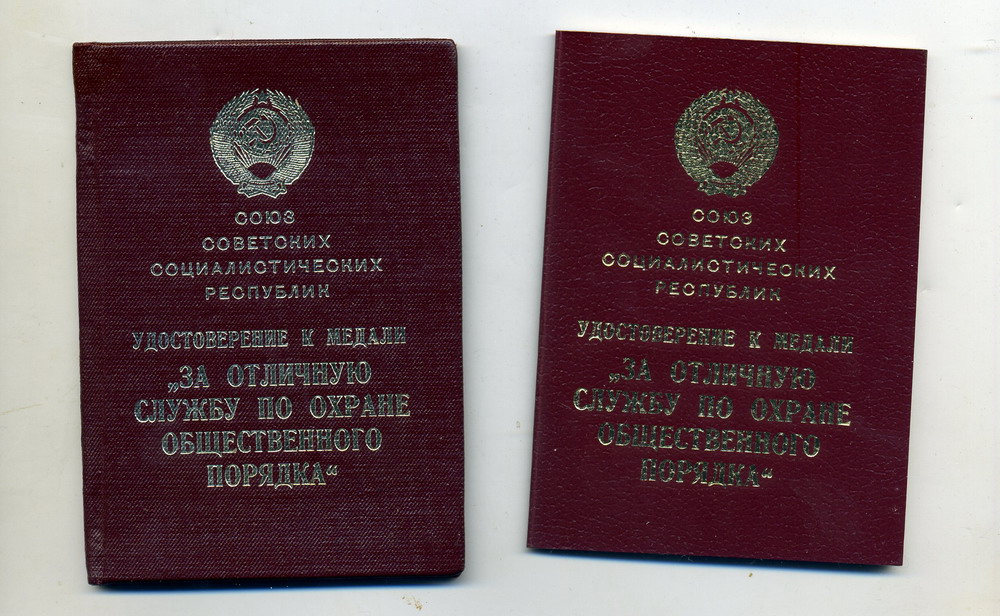 СОЮЗ
СОВЕТСКИХ
СОЦИАЛИСТИЧЕСКИХ
РЕСПУБЛИК
УДОСТОВЕРЕНИЕ К МЕДАЛИ
„ЗА ОТЛИЧНУЮ
СЛУЖБУ ПО ОХРАНЕ
ОБЩЕСТВЕННОГО
ПОРЯДКА“
СОЮЗ
СОВЕТСКИХ
СОЦИАЛИСТИЧЕСКИХ
РЕСПУБЛИК
УДОСТОВЕРЕНИЕ К МЕДАЛИ
„ЗА ОТЛИЧНУЮ
СЛУЖБУ ПО ОХРАНЕ
ОБЩЕСТВЕННОГО
ПОРЯДКА“